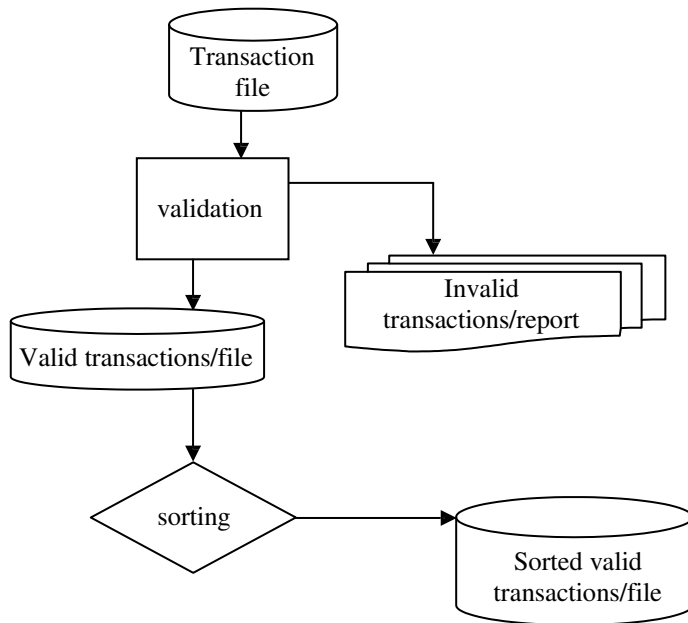 Transaction
file
validation
Invalid
transactions/report
Valid transactions/file
sorting
Sorted valid
transactions/file